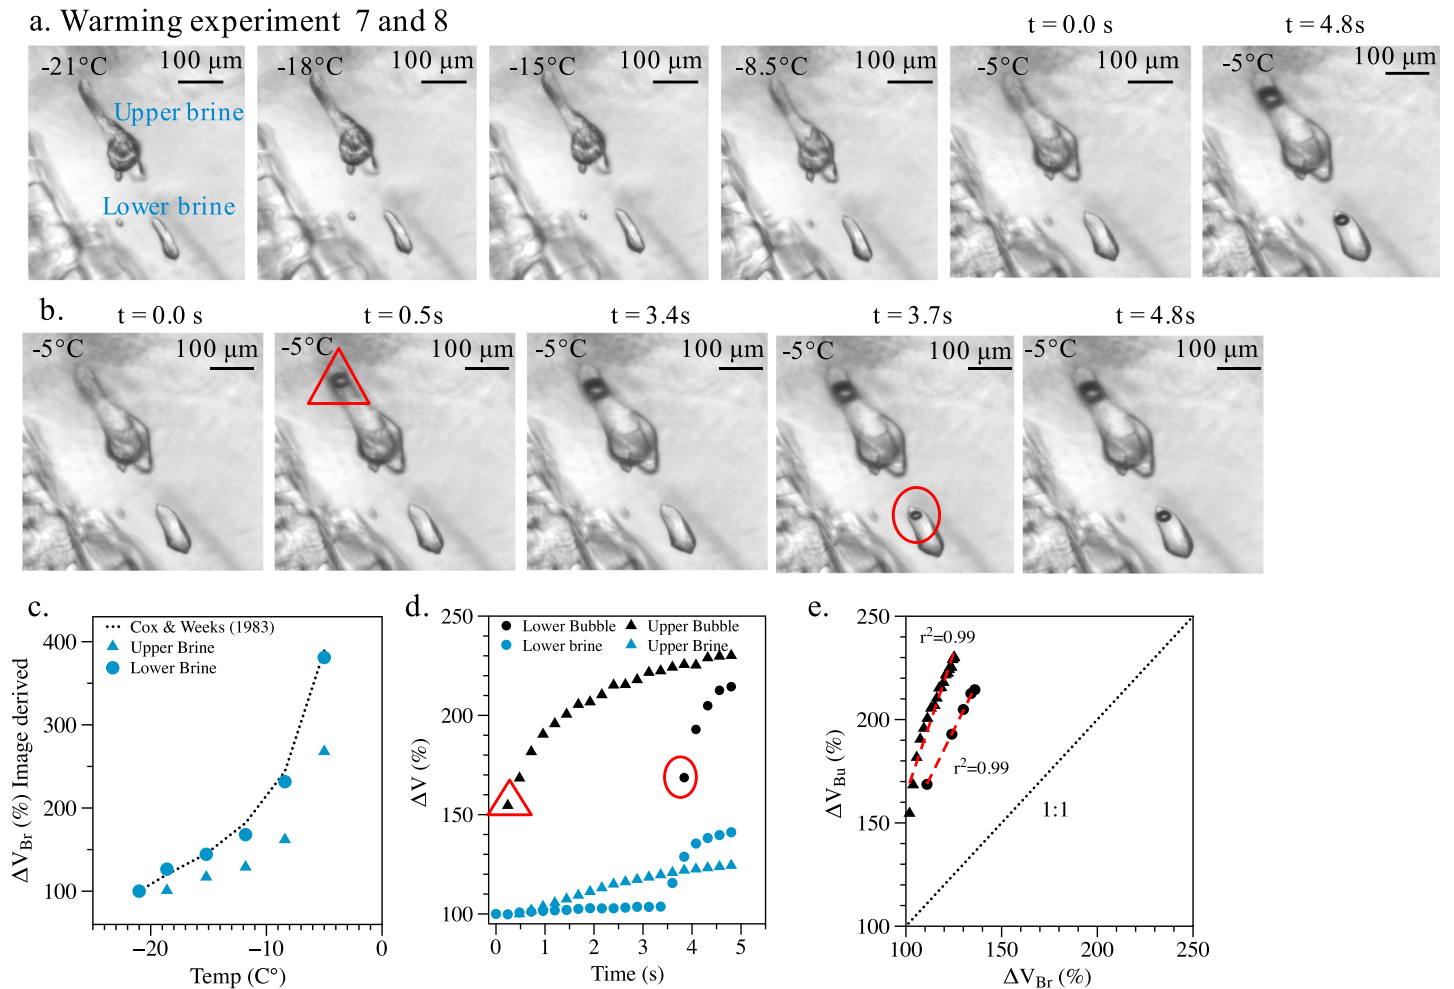 a. Warming experiment 7 and 8
t = 0.0 s
t = 4.8s
-21°C
100 μm
-18°C
100 μm
-15°C
100 μm
-8.5°C
100 μm
-5°C
100 μm
-5°C
100 μm
Upper brine
Lower brine
b.
t = 0.0 s
t = 0.5s
t = 3.4s
t = 3.7s
t = 4.8s
-5°C
100 μm
-5°C
100 μm
-5°C
100 μm
-5°C
100 μm
-5°C
100 μm
c.
Cox & Weeks (1983)
Upper Brine
Lower Brine
400
300
200
100
ΔV_Br (%) Image derived
−20
−10
0
Temp (C°)
d.
250
200
150
100
ΔV (%)
Lower Bubble
Upper Bubble
Lower brine
Upper Brine
0
1
2
3
4
5
Time (s)
e.
250
200
150
100
ΔV_Bu (%)
r²=0.99
r²=0.99
1:1
100
150
200
250
ΔV_Br (%)